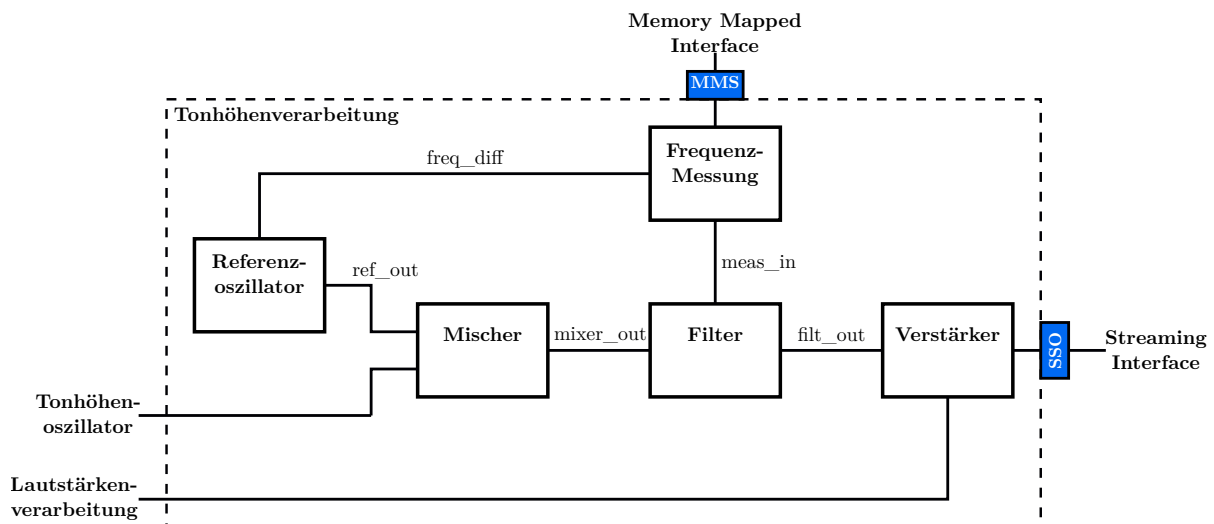 Memory Mapped
Interface
MMS
Tonhöhenverarbeitung
Frequenz-
Messung
freq_diff
Referenz-
oszillator
ref_out
meas_in
Mischer
mixer_out
Filter
filt_out
Verstärker
SSO
Streaming
Interface
Tonhöhen-
oszillator
Lautstärken-
verarbeitung